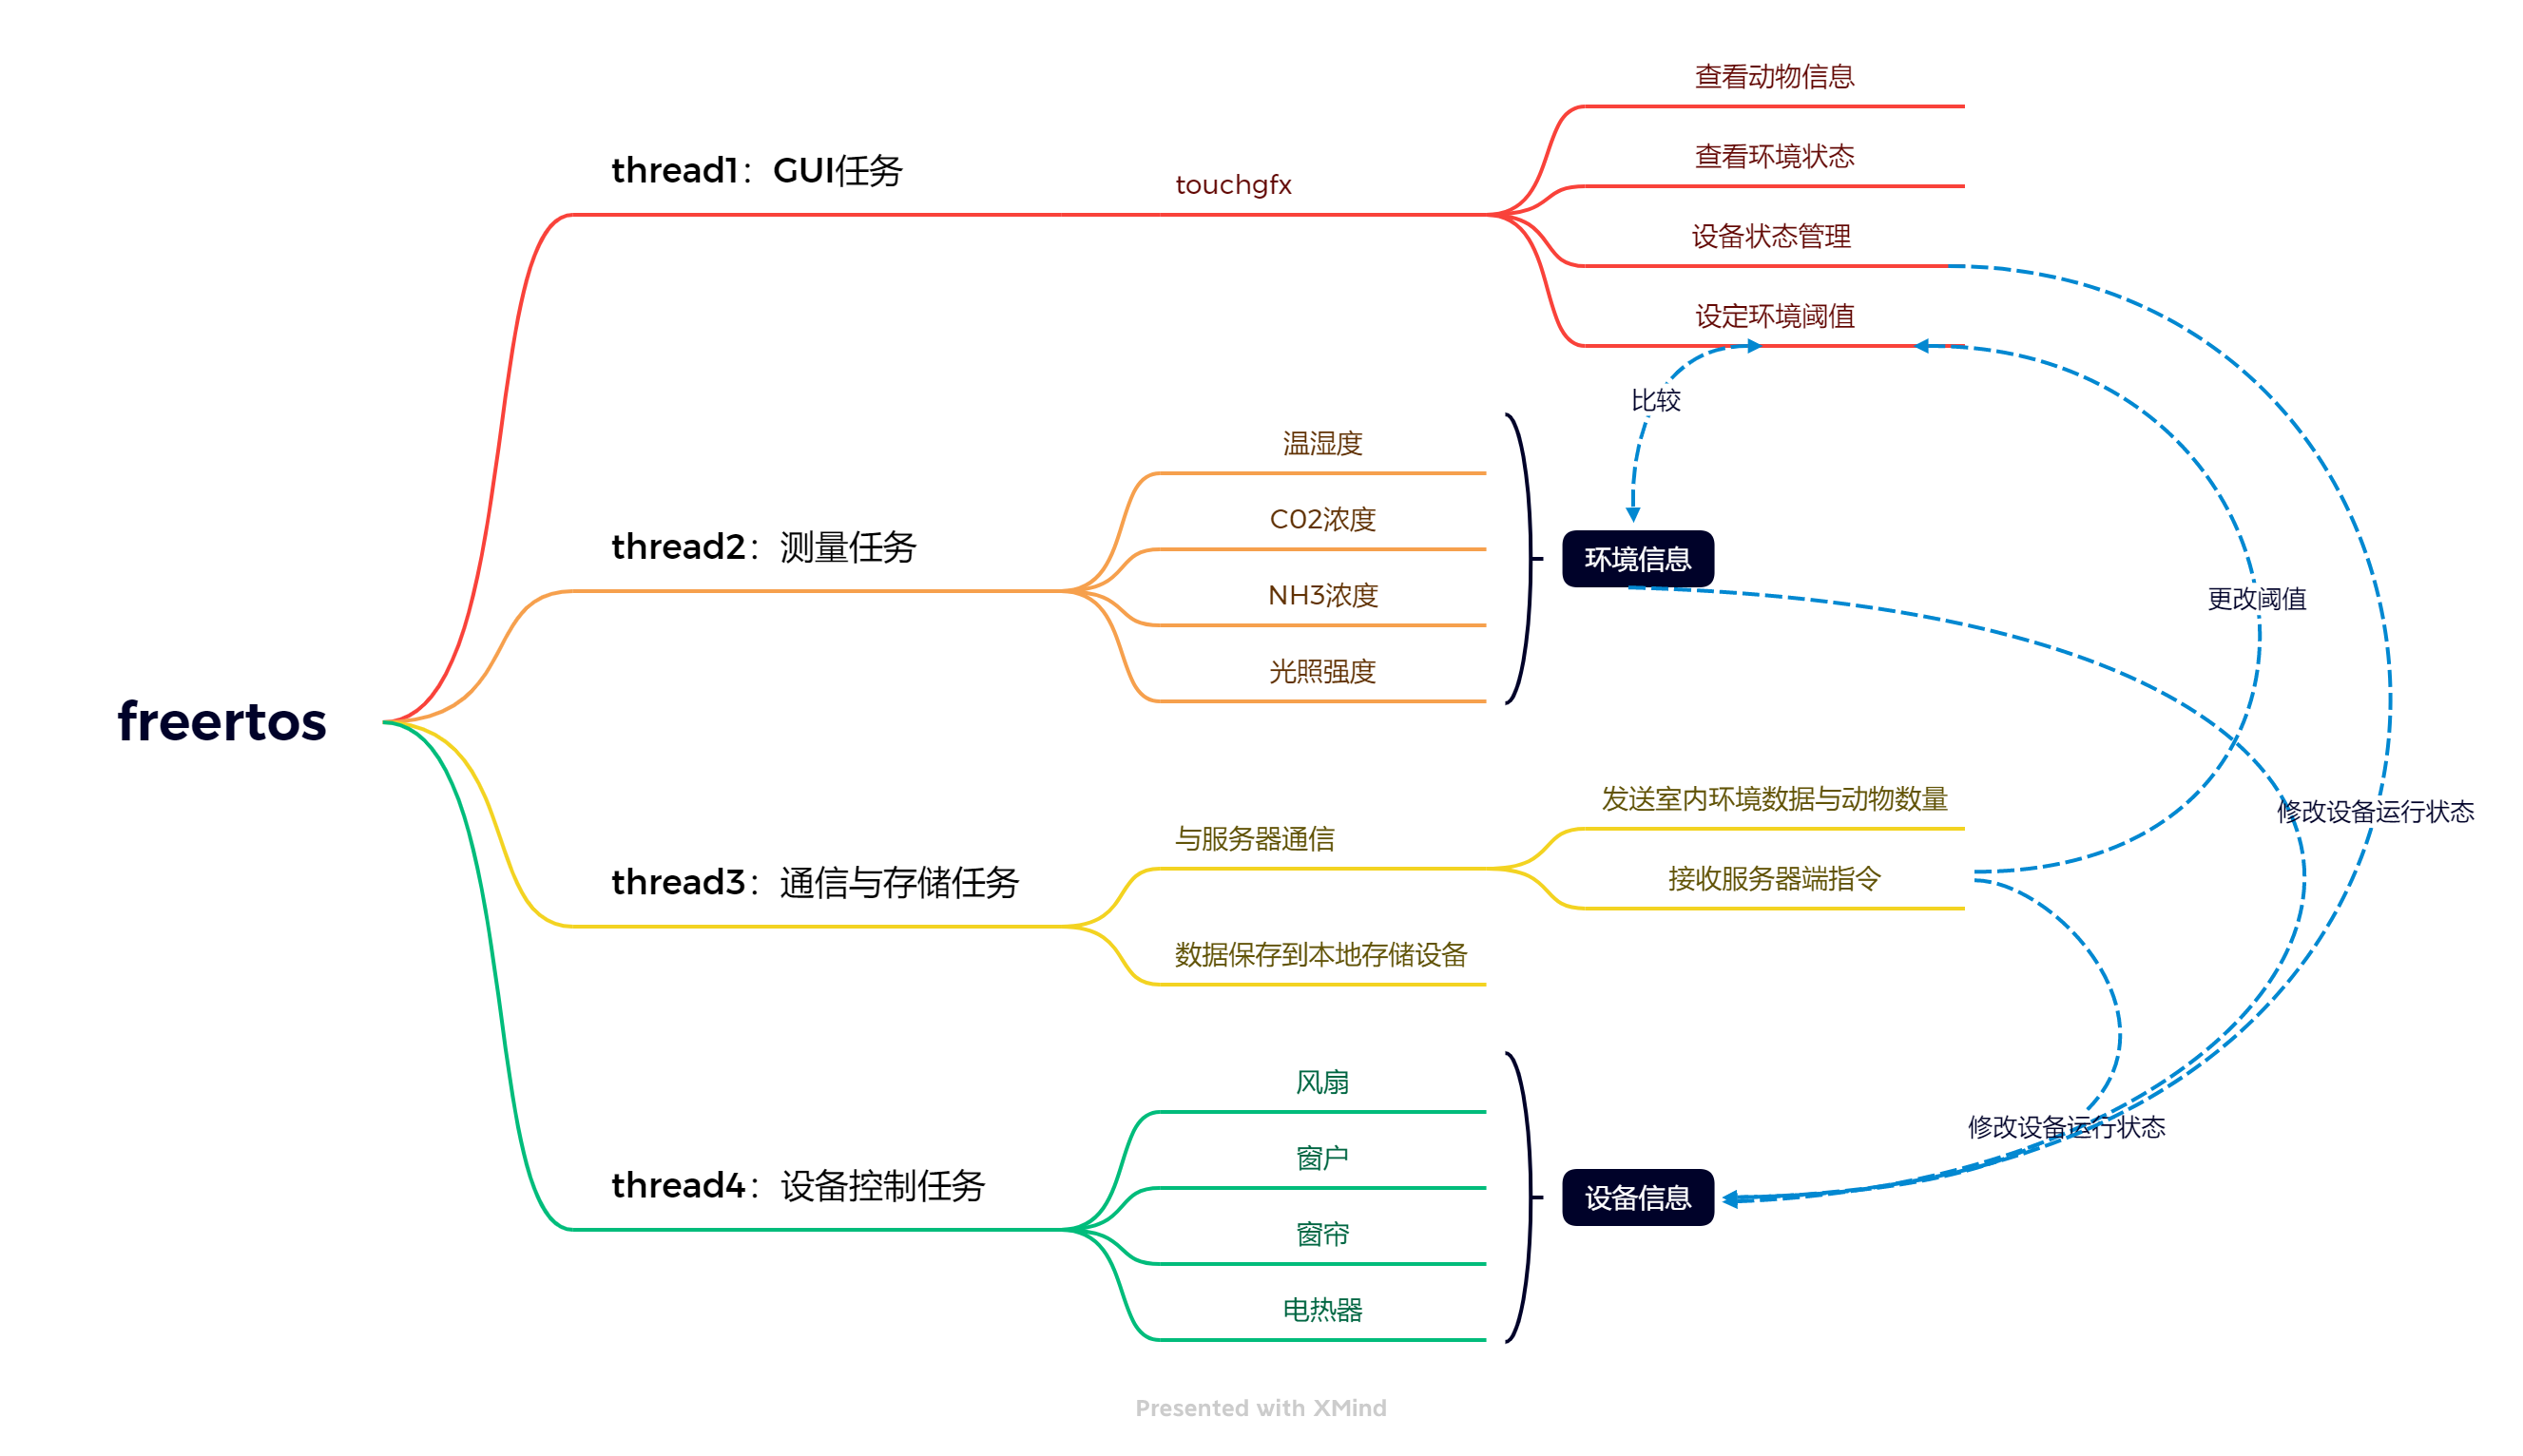 freertos
thread1：GUI任务
touchgfx
查看动物信息
查看环境状态
设备状态管理
设定环境阈值
比较
thread2：测量任务
温湿度
C02浓度
NH3浓度
光照强度
环境信息
更改阈值
修改设备运行状态
thread3：通信与存储任务
与服务器通信
发送室内环境数据与动物数量
接收服务器端指令
数据保存到本地存储设备
修改设备运行状态
thread4：设备控制任务
风扇
窗户
窗帘
电热器
设备信息
Presented with XMind